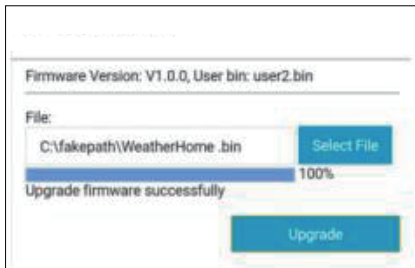 Firmware Version: V1.0.0, User bin: user2.bin
File:
C:\fakepath\WeatherHome .bin
Select File
100%
Upgrade firmware successfully
Upgrade